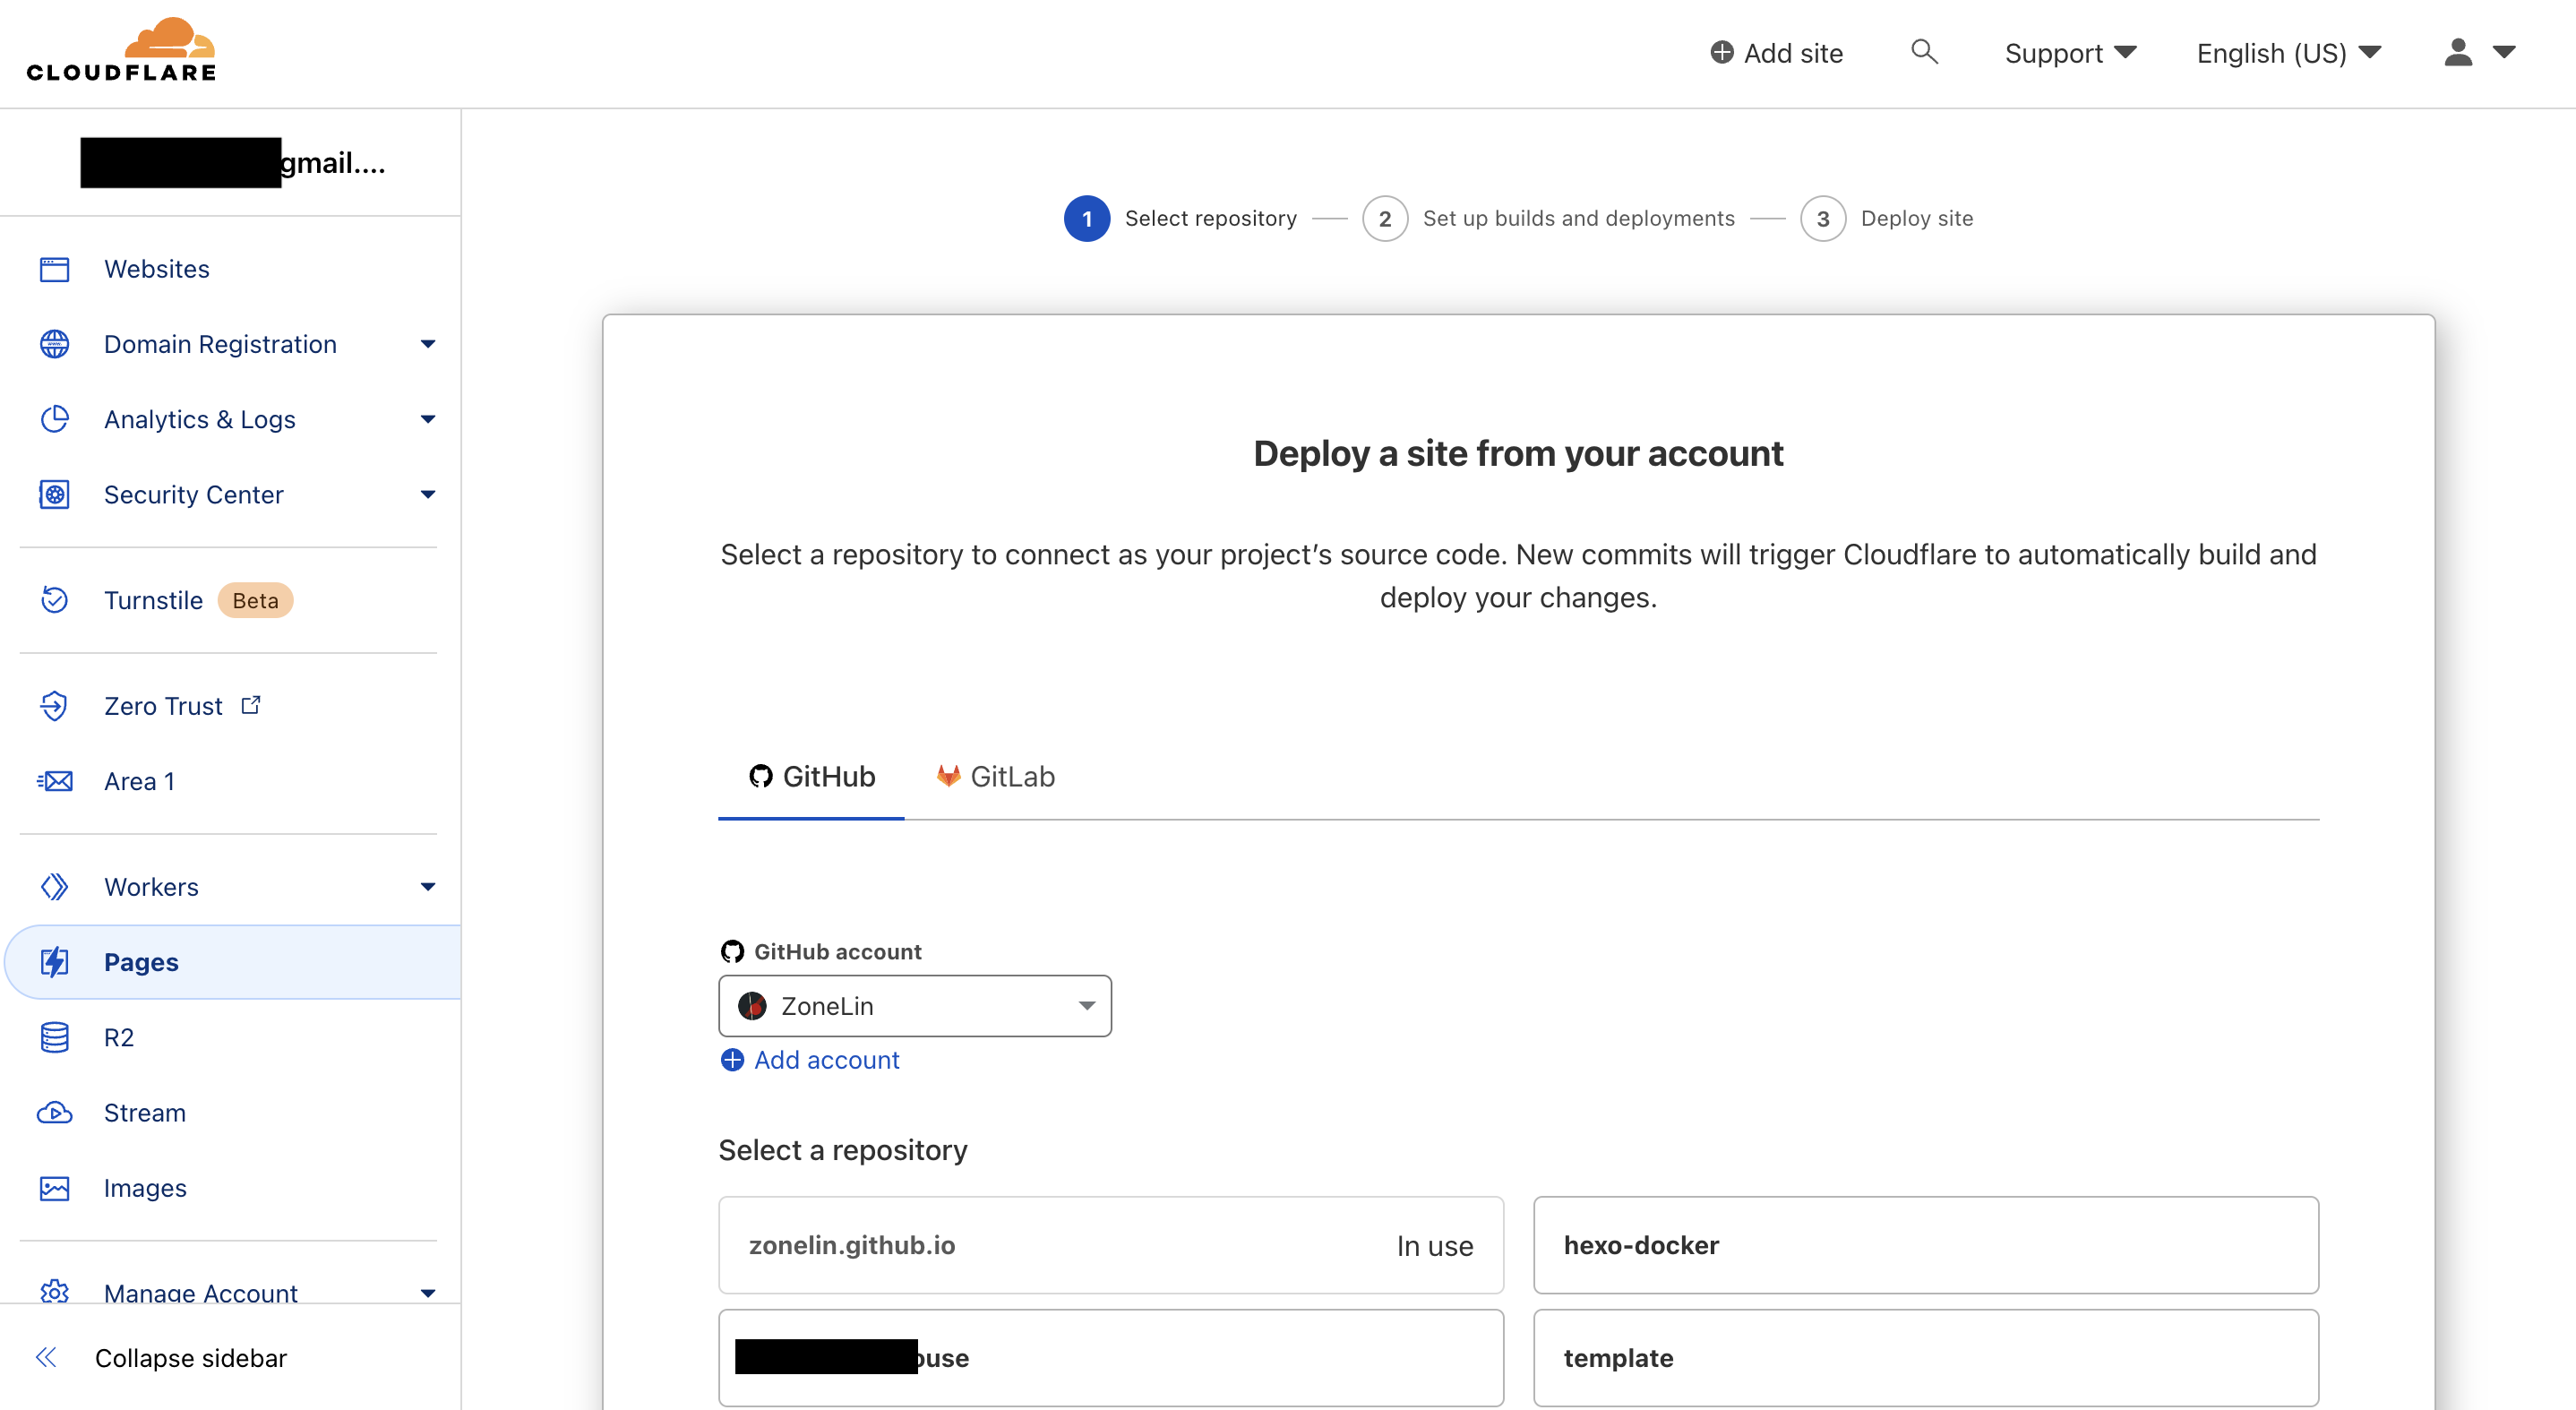 CLOUDFLARE
Add site
Support
English (US)
gmail....
1 Select repository
2 Set up builds and deployments
3 Deploy site
Websites
Domain Registration
Analytics & Logs
Security Center
Turnstile Beta
Zero Trust
Area 1
Workers
Pages
R2
Stream
Images
Manage Account
Collapse sidebar
Deploy a site from your account
Select a repository to connect as your project’s source code. New commits will trigger Cloudflare to automatically build and
deploy your changes.
GitHub
GitLab
GitHub account
ZoneLin
Add account
Select a repository
zonelin.github.io In use
hexo-docker
template